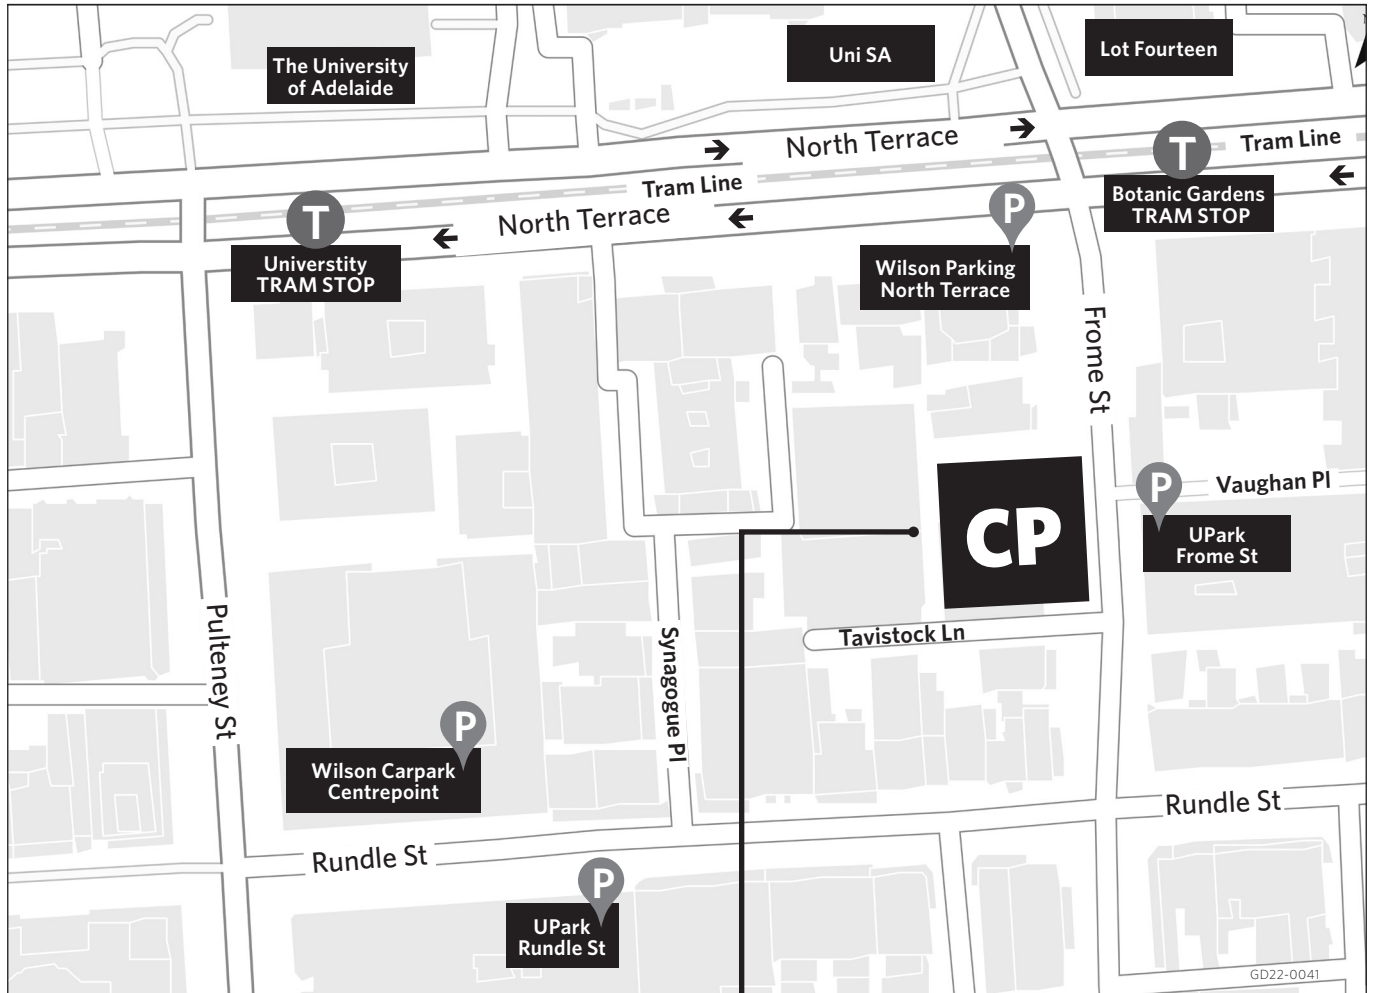 The University
of Adelaide
Uni SA
Lot Fourteen
North Terrace
T
Tram Line
Tram Line
P
Botanic Gardens
TRAM STOP
T
North Terrace
Universtity
TRAM STOP
Wilson Parking
North Terrace
Frome St
P
Vaughan Pl
CP
UPark
Frome St
Pulteney St
Synagogue Pl
Tavistock Ln
P
Wilson Carpark
Centrepoint
Rundle St
Rundle St
P
UPark
Rundle St
GD22-0041